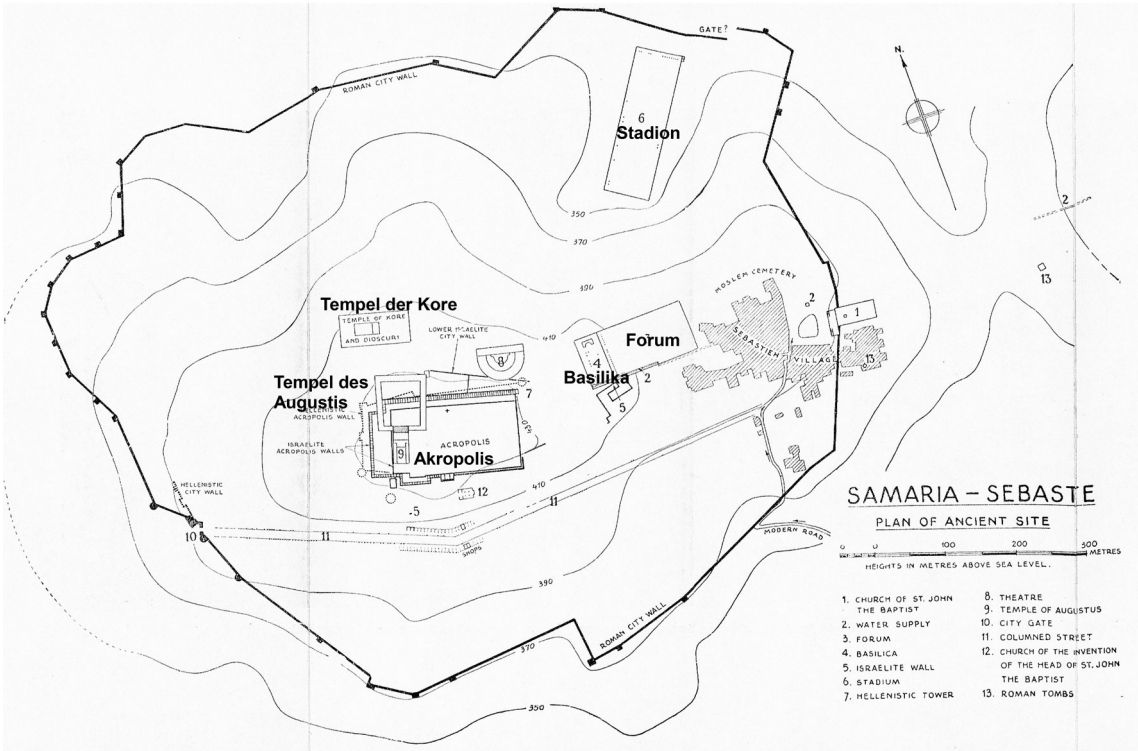 GATE?
N.
ROMAN CITY WALL
6
Stadion
350
370
390
2
13
MOSLEM CEMETERY
2
1
Tempel der Kore
TEMPLE OF KORE
AND DIOSCURI
LOWER ISRAELITE
CITY WALL
410
8
Forum
SEBASTIEH
VILLAGE
13
4
Basilika
2
5
7
Tempel des
Augustis
HELLENISTIC
ACROPOLIS WALL
430
ISRAELITE
ACROPOLIS WALLS
ACROPOLIS
9
Akropolis
HELLENISTIC
CITY WALL
12
410
11
-5
10
11
SHOPS
MODERN ROAD
390
ROMAN CITY WALL
370
350
SAMARIA – SEBASTE
PLAN OF ANCIENT SITE
0 0 100 200 300
METRES
HEIGHTS IN METRES ABOVE SEA LEVEL.
1. CHURCH OF ST. JOHN
THE BAPTIST
2. WATER SUPPLY
3. FORUM
4. BASILICA
5. ISRAELITE WALL
6. STADIUM
7. HELLENISTIC TOWER
8. THEATRE
9. TEMPLE OF AUGUSTUS
10. CITY GATE
11. COLUMNED STREET
12. CHURCH OF THE INVENTION
OF THE HEAD OF ST. JOHN
THE BAPTIST
13. ROMAN TOMBS